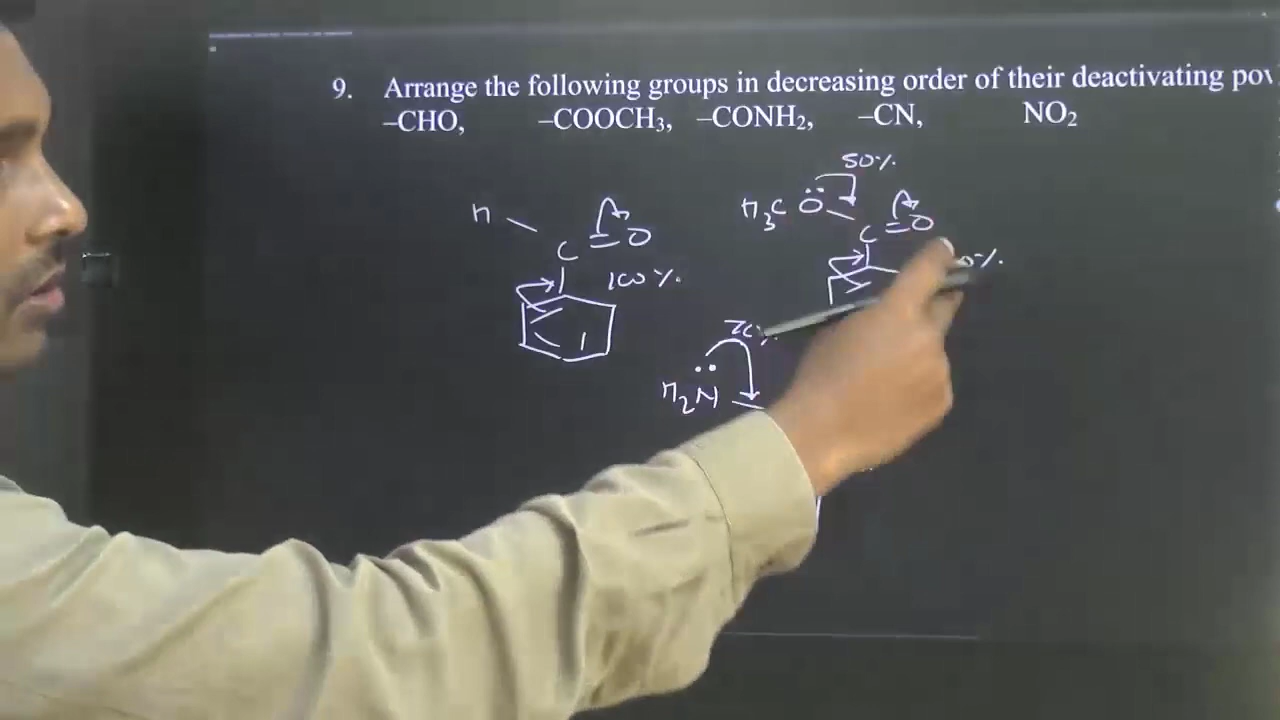 9. Arrange the following groups in decreasing order of their deactivating
–CHO, –COOCH₃, –CONH₂, –CN, NO₂
50%
H₃C O C O
H C O
100%
H₂N